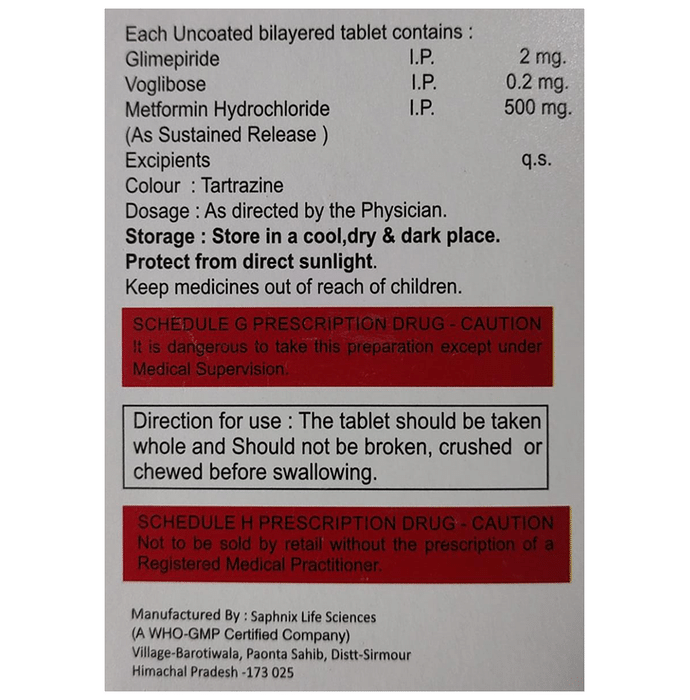 Each Uncoated bilayered tablet contains :
Glimepiride I.P. 2 mg.
Voglibose I.P. 0.2 mg.
Metformin Hydrochloride I.P. 500 mg.
(As Sustained Release )
Excipients q.s.
Colour : Tartrazine
Dosage : As directed by the Physician.
Storage : Store in a cool,dry & dark place.
Protect from direct sunlight.
Keep medicines out of reach of children.
SCHEDULE G PRESCRIPTION DRUG - CAUTION
It is dangerous to take this preparation except under
Medical Supervision.
Direction for use : The tablet should be taken
whole and Should not be broken, crushed or
chewed before swallowing.
SCHEDULE H PRESCRIPTION DRUG - CAUTION
Not to be sold by retail without the prescription of a
Registered Medical Practitioner.
Manufactured By : Saphnix Life Sciences
(A WHO-GMP Certified Company)
Village-Barotiwala, Paonta Sahib, Distt-Sirmour
Himachal Pradesh -173 025